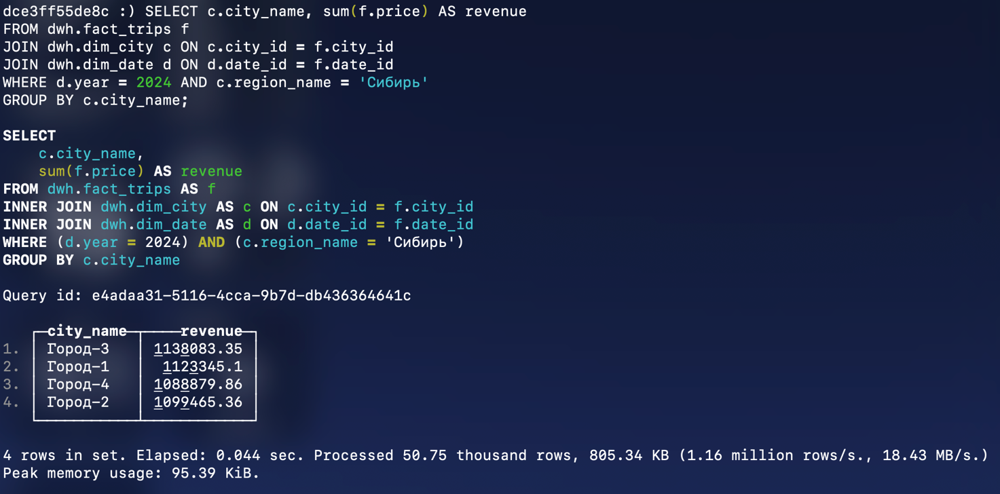 dce3ff55de8c :) SELECT c.city_name, sum(f.price) AS revenue
FROM dwh.fact_trips f
JOIN dwh.dim_city c ON c.city_id = f.city_id
JOIN dwh.dim_date d ON d.date_id = f.date_id
WHERE d.year = 2024 AND c.region_name = 'Сибирь'
GROUP BY c.city_name;
SELECT
c.city_name,
sum(f.price) AS revenue
FROM dwh.fact_trips AS f
INNER JOIN dwh.dim_city AS c ON c.city_id = f.city_id
INNER JOIN dwh.dim_date AS d ON d.date_id = f.date_id
WHERE (d.year = 2024) AND (c.region_name = 'Сибирь')
GROUP BY c.city_name
Query id: e4adaa31-5116-4cca-9b7d-db436364641c
city_name revenue
1. Город-3 1138083.35
2. Город-1 1123345.1
3. Город-4 1088879.86
4. Город-2 1099465.36
4 rows in set. Elapsed: 0.044 sec. Processed 50.75 thousand rows, 805.34 KB (1.16 million rows/s., 18.43 MB/s.)
Peak memory usage: 95.39 KiB.